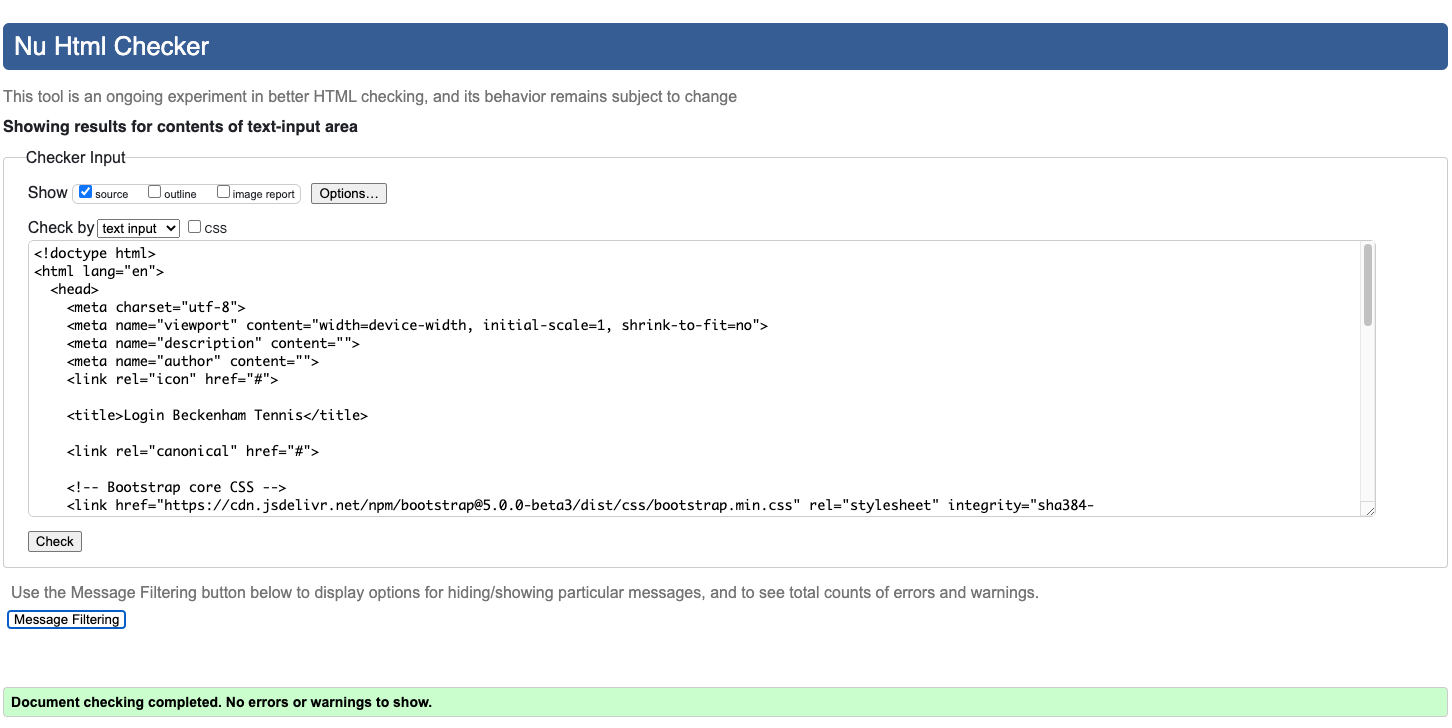 Nu Html Checker
This tool is an ongoing experiment in better HTML checking, and its behavior remains subject to change
Showing results for contents of text-input area
Checker Input
Show source outline image report Options...
Check by text input css
<!doctype html>
<html lang="en">
  <head>
    <meta charset="utf-8">
    <meta name="viewport" content="width=device-width, initial-scale=1, shrink-to-fit=no">
    <meta name="description" content="">
    <meta name="author" content="">
    <link rel="icon" href="#">
    <title>Login Beckenham Tennis</title>
    <link rel="canonical" href="#">
    <!-- Bootstrap core CSS -->
    <link href="https://cdn.jsdelivr.net/npm/bootstrap@5.0.0-beta3/dist/css/bootstrap.min.css" rel="stylesheet" integrity="sha384-
Check
Use the Message Filtering button below to display options for hiding/showing particular messages, and to see total counts of errors and warnings.
Message Filtering
Document checking completed. No errors or warnings to show.